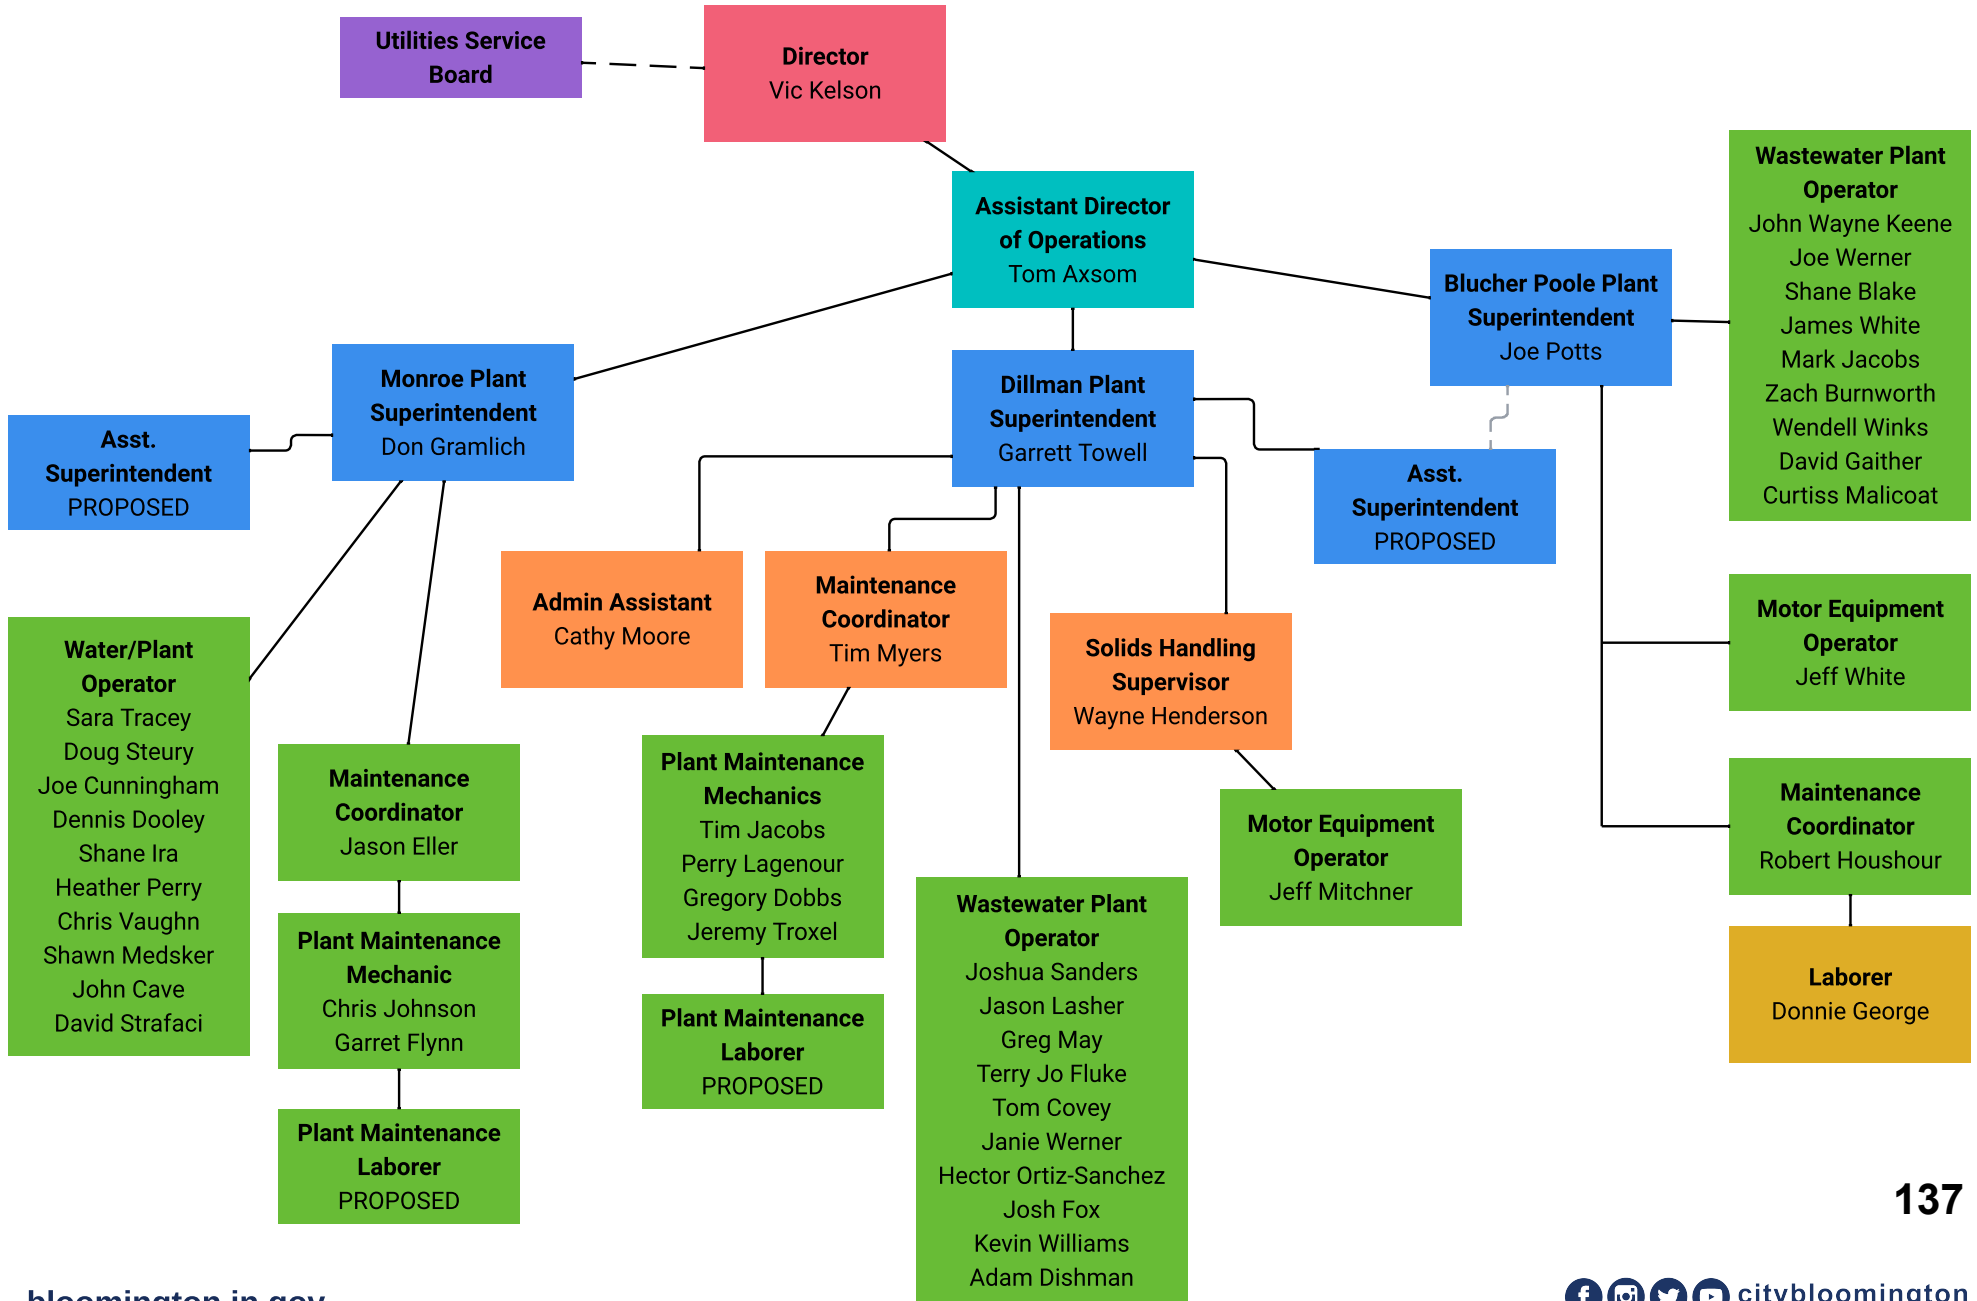 Utilities Service
Board
Director
Vic Kelson
Assistant Director
of Operations
Tom Axsom
Monroe Plant
Superintendent
Don Gramlich
Dillman Plant
Superintendent
Garrett Towell
Blucher Poole Plant
Superintendent
Joe Potts
Wastewater Plant
Operator
John Wayne Keene
Joe Werner
Shane Blake
James White
Mark Jacobs
Zach Burnworth
Wendell Winks
David Gaither
Curtiss Malicoat
Asst.
Superintendent
PROPOSED
Asst.
Superintendent
PROPOSED
Admin Assistant
Cathy Moore
Maintenance
Coordinator
Tim Myers
Solids Handling
Supervisor
Wayne Henderson
Motor Equipment
Operator
Jeff White
Water/Plant
Operator
Sara Tracey
Doug Steury
Joe Cunningham
Dennis Dooley
Shane Ira
Heather Perry
Chris Vaughn
Shawn Medsker
John Cave
David Strafaci
Maintenance
Coordinator
Jason Eller
Plant Maintenance
Mechanic
Chris Johnson
Garret Flynn
Plant Maintenance
Laborer
PROPOSED
Plant Maintenance
Mechanics
Tim Jacobs
Perry Lagenour
Gregory Dobbs
Jeremy Troxel
Plant Maintenance
Laborer
PROPOSED
Wastewater Plant
Operator
Joshua Sanders
Jason Lasher
Greg May
Terry Jo Fluke
Tom Covey
Janie Werner
Hector Ortiz-Sanchez
Josh Fox
Kevin Williams
Adam Dishman
Motor Equipment
Operator
Jeff Mitchner
Maintenance
Coordinator
Robert Houshour
Laborer
Donnie George
137
bloomington.in.gov
citybloomington